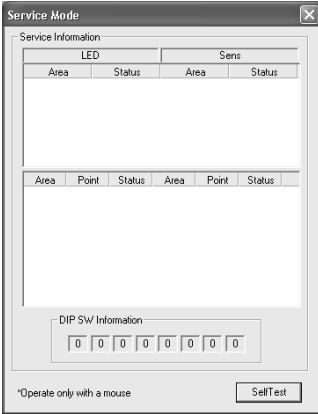 Service Mode
Service Information
LED Sens
Area Status Area Status
Area Point Status Area Point Status
DIP SW Information
0 0 0 0 0 0 0 0
*Operate only with a mouse
SelfTest